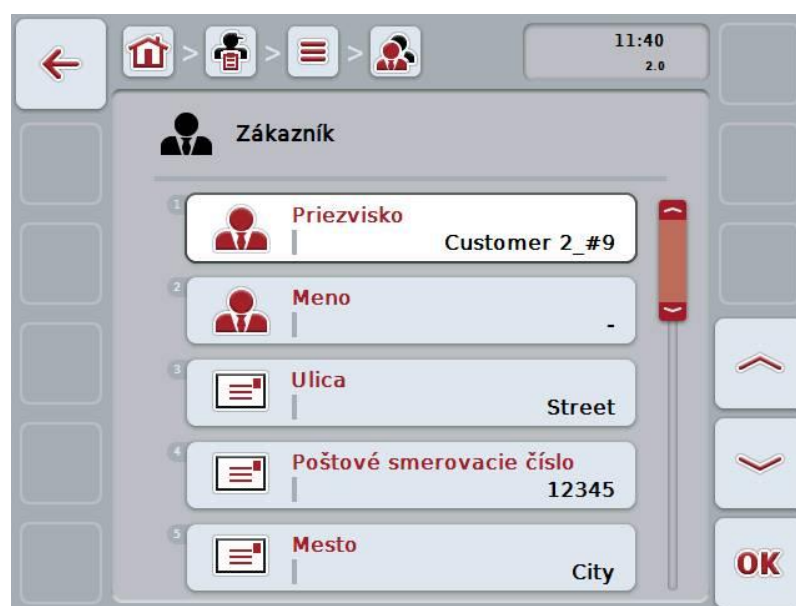 > > >
11:40
2.0
Zákazník
1
Priezvisko
Customer 2_#9
2
Meno
-
3
Ulica
Street
4
Poštové smerovacie číslo
12345
5
Mesto
City
OK